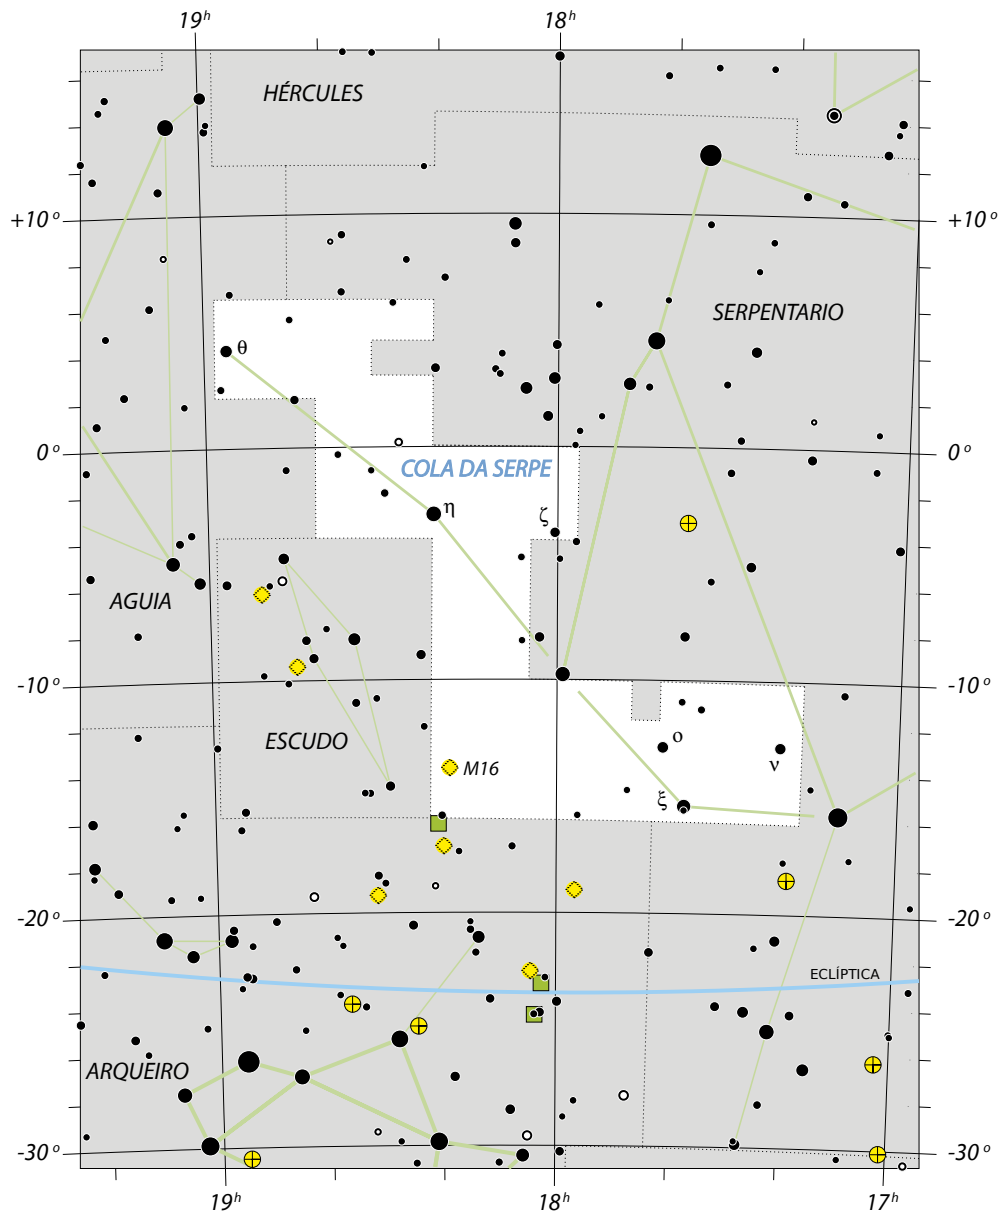 19h 18h
HÉRCULES
+10° +10°
SERPENTARIO
θ
0° 0°
COLA DA SERPE
η ζ
AGUIA
-10° -10°
ESCUDO
ο
ν
M16
ξ
-20° -20°
ECLÍPTICA
ARQUEIRO
-30° -30°
19h 18h 17h